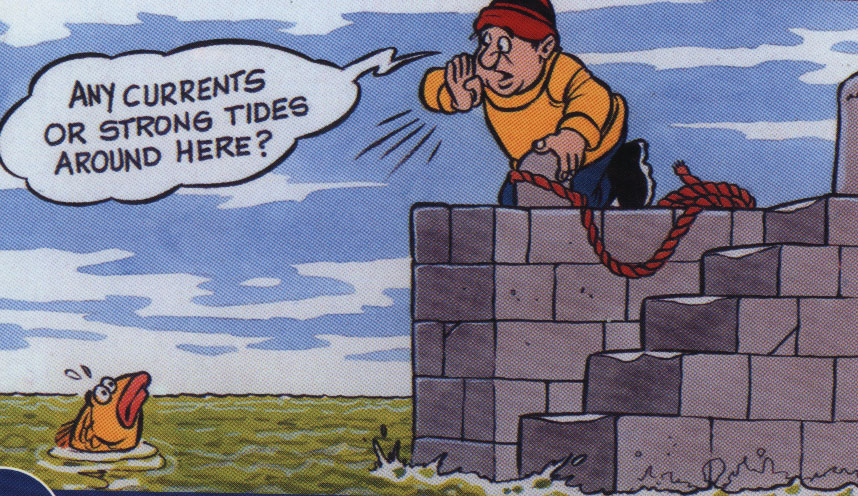 ANY CURRENTS
OR STRONG TIDES
AROUND HERE?